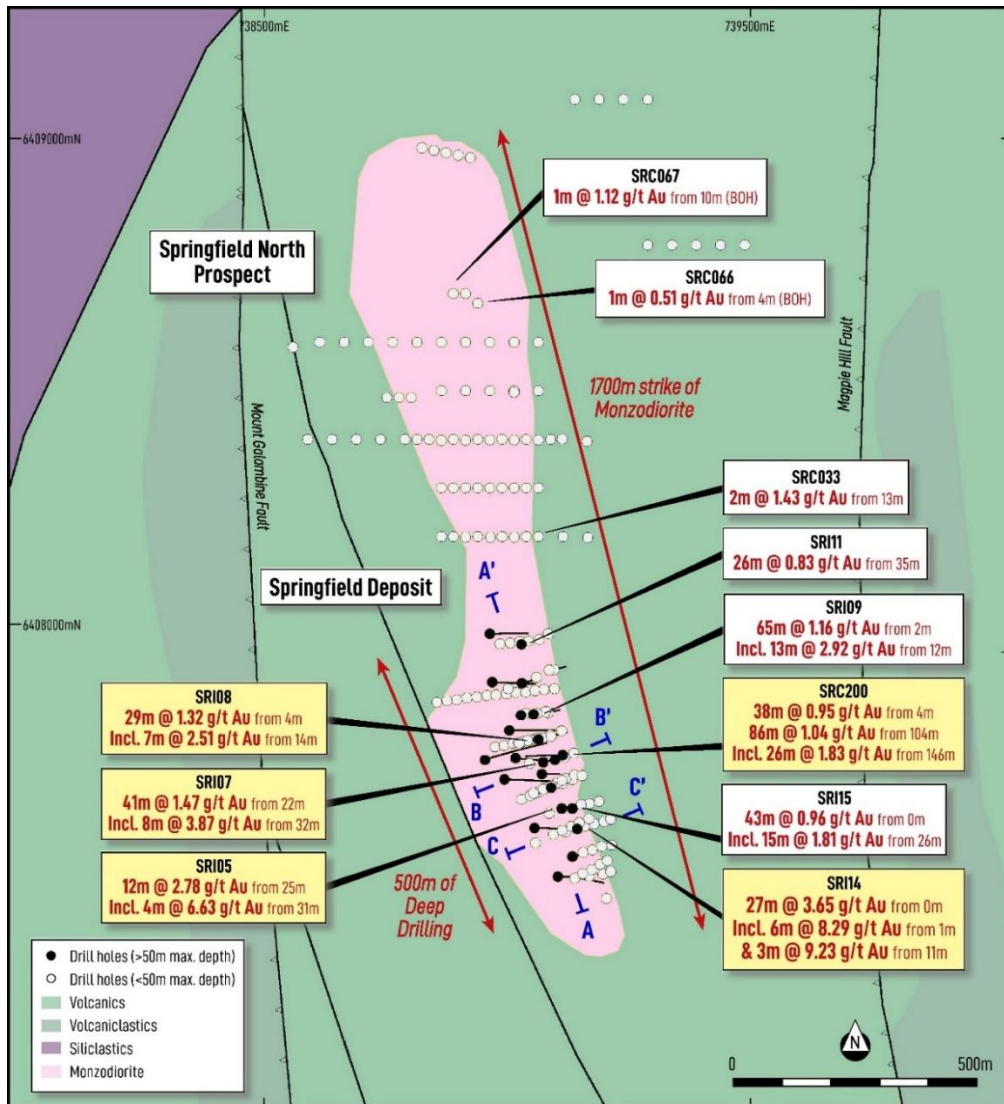 738500mE
739500mE
6409000mN
SRC067
1m @ 1.12 g/t Au from 10m (BOH)
Springfield North
Prospect
SRC066
1m @ 0.51 g/t Au from 4m (BOH)
Magpie Hill Fault
1700m strike of
Monzodiorite
Mount Galambine Fault
SRC033
2m @ 1.43 g/t Au from 13m
SRI11
26m @ 0.83 g/t Au from 35m
A'
Springfield Deposit
6408000mN
SRI09
65m @ 1.16 g/t Au from 2m
Incl. 13m @ 2.92 g/t Au from 12m
SRI08
29m @ 1.32 g/t Au from 4m
Incl. 7m @ 2.51 g/t Au from 14m
SRC200
38m @ 0.95 g/t Au from 4m
86m @ 1.04 g/t Au from 104m
Incl. 26m @ 1.83 g/t Au from 146m
B'
SRI07
41m @ 1.47 g/t Au from 22m
Incl. 8m @ 3.87 g/t Au from 32m
B
C'
SRI15
43m @ 0.96 g/t Au from 0m
Incl. 15m @ 1.81 g/t Au from 26m
C
SRI05
12m @ 2.78 g/t Au from 25m
Incl. 4m @ 6.63 g/t Au from 31m
500m of
Deep
Drilling
A
SRI14
27m @ 3.65 g/t Au from 0m
Incl. 6m @ 8.29 g/t Au from 1m
& 3m @ 9.23 g/t Au from 11m
Drill holes (>50m max. depth)
Drill holes (<50m max. depth)
Volcanics
Volcaniclastics
Siliclastics
Monzodiorite
N
0
500m